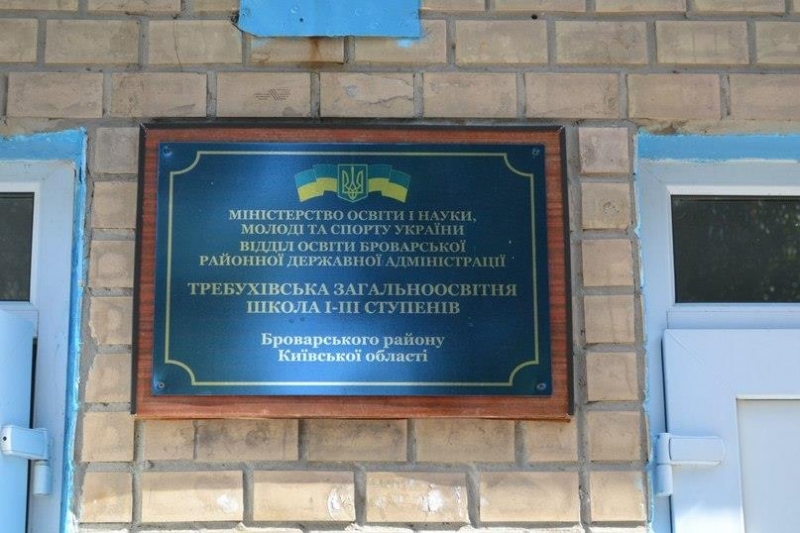 МІНІСТЕРСТВО ОСВІТИ І НАУКИ,
МОЛОДІ ТА СПОРТУ УКРАЇНИ
ВІДДІЛ ОСВІТИ БРОВАРСЬКОЇ
РАЙОННОЇ ДЕРЖАВНОЇ АДМІНІСТРАЦІЇ
ТРЕБУХІВСЬКА ЗАГАЛЬНООСВІТНЯ
ШКОЛА І-ІІІ СТУПЕНІВ
Броварського району
Київської області